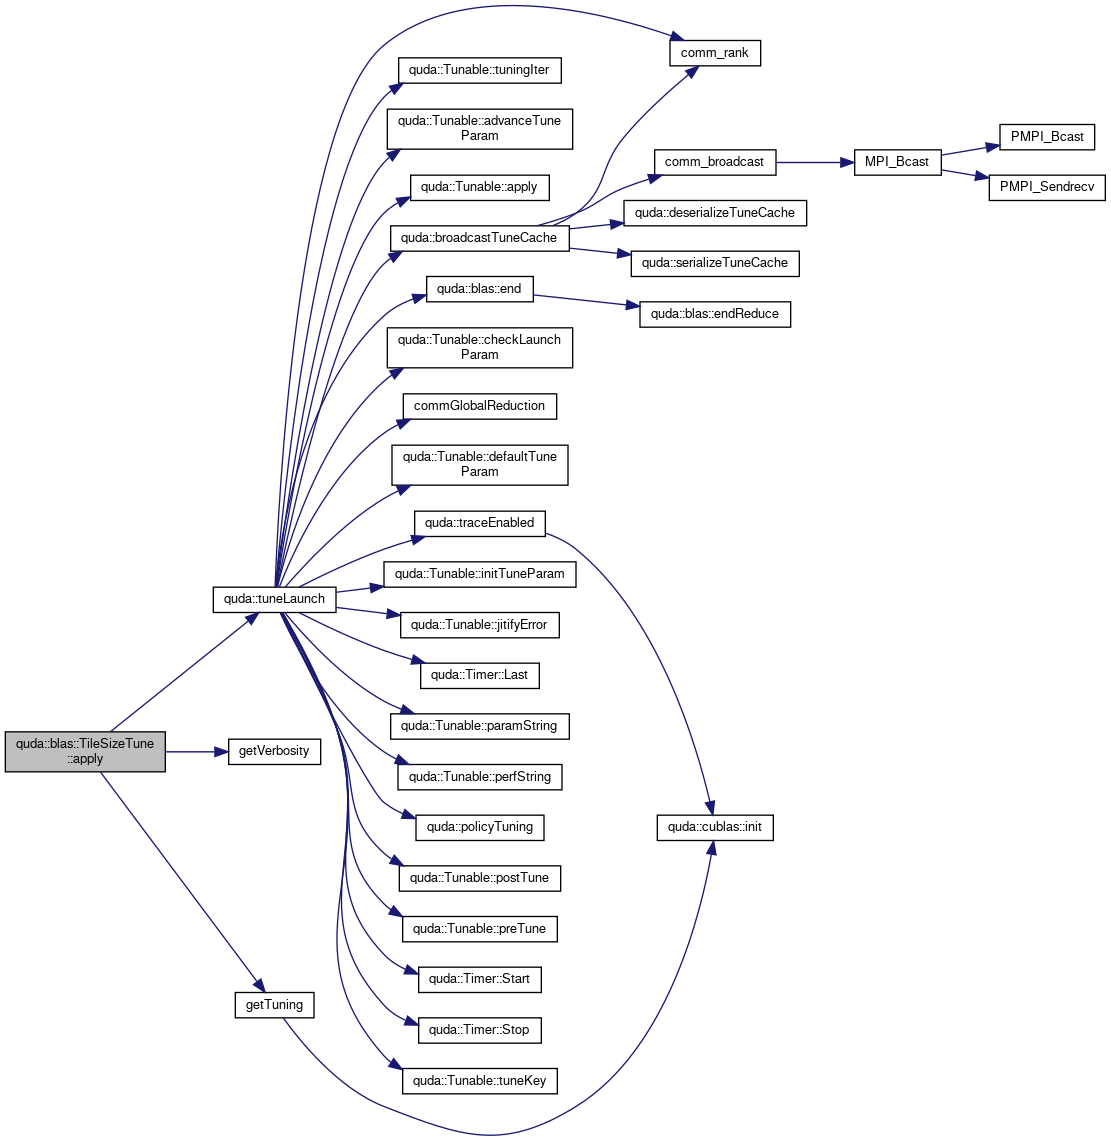 comm_rank
quda::Tunable::tuningIter
quda::Tunable::advanceTune
Param
PMPI_Bcast
comm_broadcast
MPI_Bcast
quda::Tunable::apply
PMPI_Sendrecv
quda::deserializeTuneCache
quda::broadcastTuneCache
quda::serializeTuneCache
quda::blas::end
quda::blas::endReduce
quda::Tunable::checkLaunch
Param
commGlobalReduction
quda::Tunable::defaultTune
Param
quda::traceEnabled
quda::Tunable::initTuneParam
quda::tuneLaunch
quda::Tunable::jitifyError
quda::Timer::Last
quda::Tunable::paramString
quda::blas::TileSizeTune
::apply
getVerbosity
quda::Tunable::perfString
quda::policyTuning
quda::cublas::init
quda::Tunable::postTune
quda::Tunable::preTune
quda::Timer::Start
getTuning
quda::Timer::Stop
quda::Tunable::tuneKey